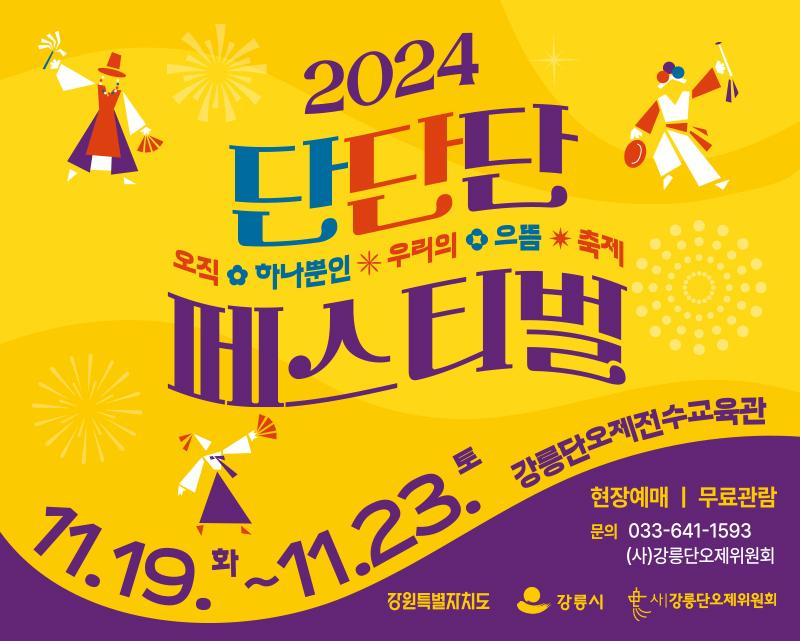 2024
단단단
오직 하나뿐인 우리의 으뜸 축제
페스티벌
강릉단오제전수교육관
11.19.화~11.23.토
현장예매 | 무료관람
문의 033-641-1593
(사)강릉단오제위원회
강원특별자치도 강릉시 사|강릉단오제위원회